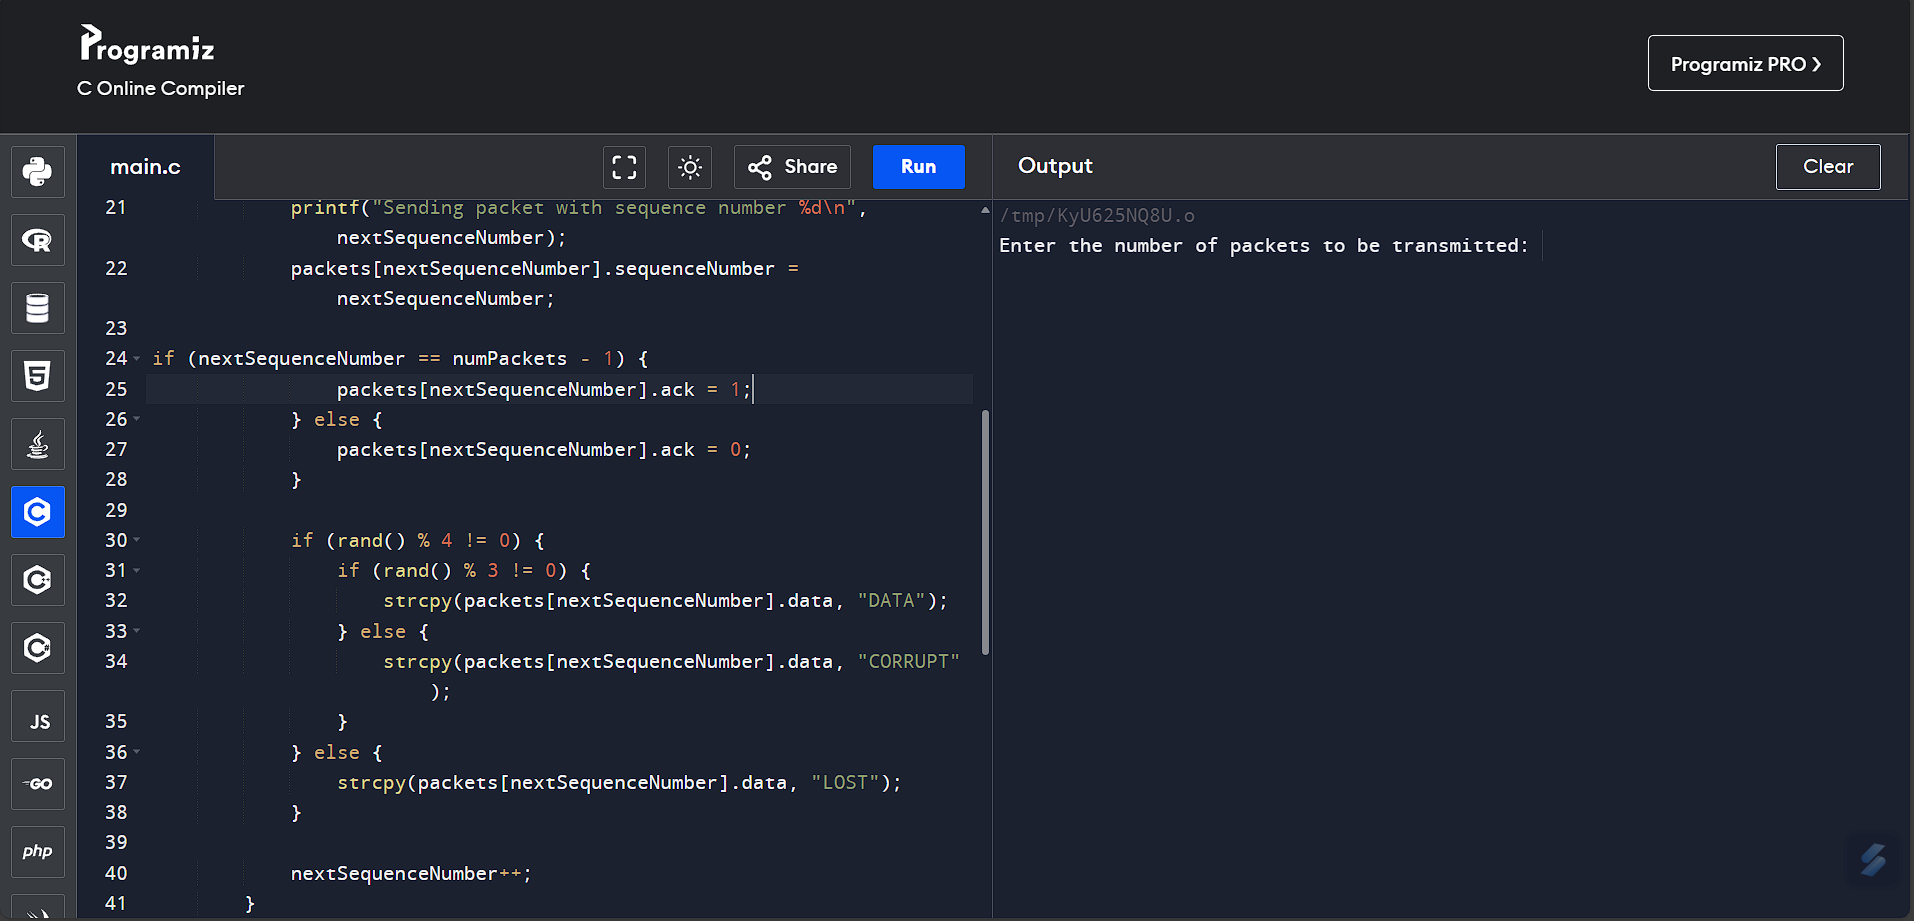 Programiz
C Online Compiler
Programiz PRO ❯
main.c
Share
Run
Output
Clear
21 printf("Sending packet with sequence number %d\n",
nextSequenceNumber);
22 packets[nextSequenceNumber].sequenceNumber =
nextSequenceNumber;
23
24 if (nextSequenceNumber == numPackets - 1) {
25 packets[nextSequenceNumber].ack = 1;
26 } else {
27 packets[nextSequenceNumber].ack = 0;
28 }
29
30 if (rand() % 4 != 0) {
31 if (rand() % 3 != 0) {
32 strcpy(packets[nextSequenceNumber].data, "DATA");
33 } else {
34 strcpy(packets[nextSequenceNumber].data, "CORRUPT"
);
35 }
36 } else {
37 strcpy(packets[nextSequenceNumber].data, "LOST");
38 }
39
40 nextSequenceNumber++;
41 }
/tmp/KyU625NQ8U.o
Enter the number of packets to be transmitted:
R
5
C
C++
C#
JS
GO
php